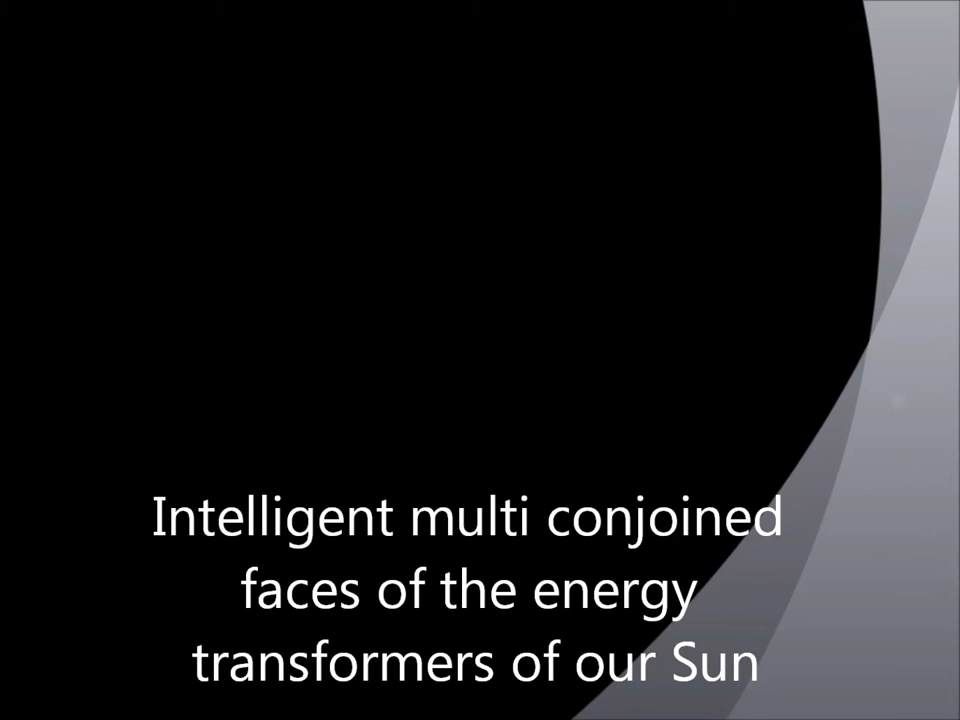 Intelligent multi conjoined
faces of the energy
transformers of our Sun